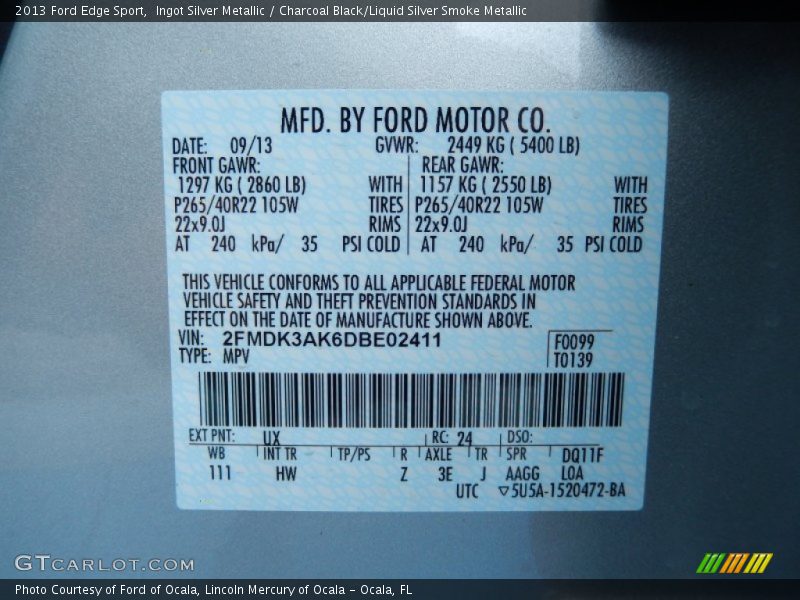 2013 Ford Edge Sport,  Ingot Silver Metallic / Charcoal Black/Liquid Silver Smoke Metallic
MFD. BY FORD MOTOR CO.
DATE: 09/13 GVWR: 2449 KG ( 5400 LB)
FRONT GAWR: REAR GAWR:
1297 KG ( 2860 LB) WITH 1157 KG ( 2550 LB) WITH
P265/40R22 105W TIRES P265/40R22 105W TIRES
22x9.0J RIMS 22x9.0J RIMS
AT 240 kPa/ 35 PSI COLD AT 240 kPa/ 35 PSI COLD
THIS VEHICLE CONFORMS TO ALL APPLICABLE FEDERAL MOTOR
VEHICLE SAFETY AND THEFT PREVENTION STANDARDS IN
EFFECT ON THE DATE OF MANUFACTURE SHOWN ABOVE.
VIN: 2FMDK3AK6DBE02411 F0099
TYPE: MPV T0139
EXT PNT: UX RC: 24 DSO:
WB INT TR TP/PS R AXLE TR SPR DQ11F
111 HW Z 3E J AAGG LOA
UTC ▽5U5A-1520472-BA
GTCARLOT.COM
Photo Courtesy of Ford of Ocala, Lincoln Mercury of Ocala - Ocala, FL